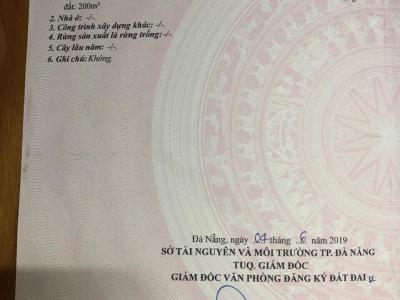 đất: 200m²
2. Nhà ở: -/-.
3. Công trình xây dựng khác: -/-.
4. Rừng sản xuất là rừng trồng: -/-.
5. Cây lâu năm: -/-.
6. Ghi chú: Không.
Đà Nẵng, ngày 04 tháng 6 năm 2019
SỞ TÀI NGUYÊN VÀ MÔI TRƯỜNG TP. ĐÀ NẴNG
TUQ. GIÁM ĐỐC
GIÁM ĐỐC VĂN PHÒNG ĐĂNG KÝ ĐẤT ĐAI